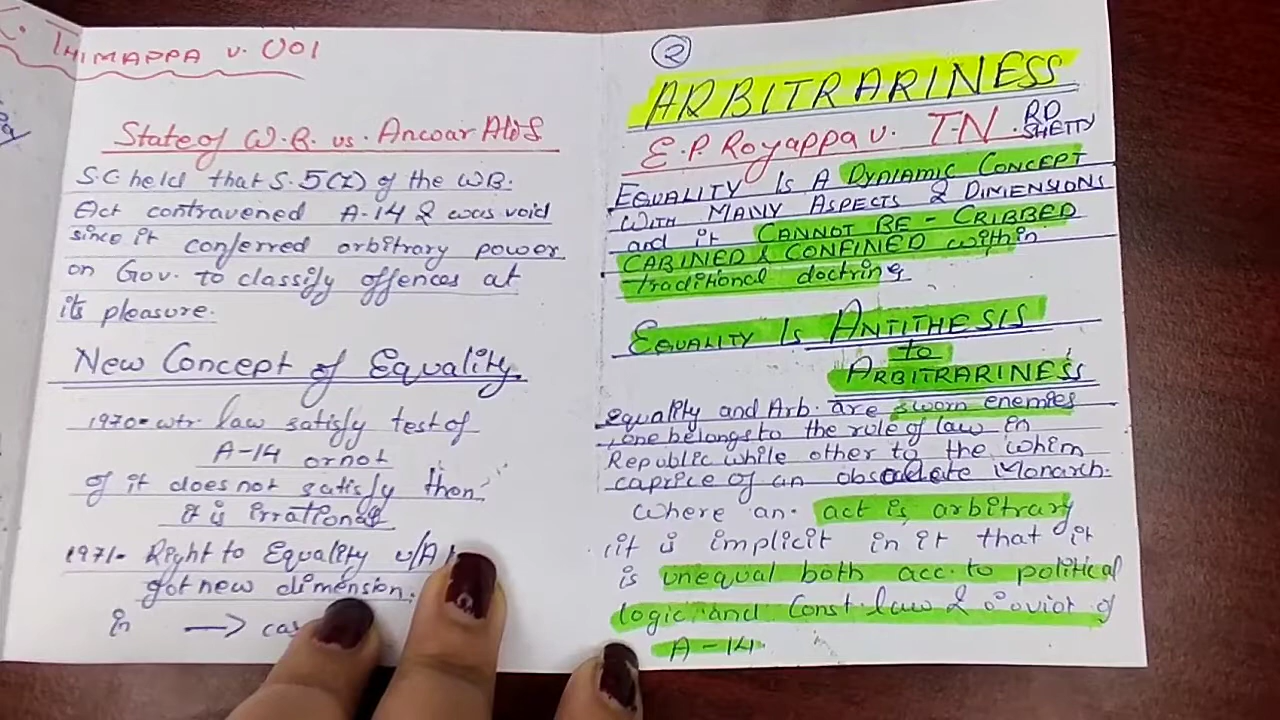 THIMAPPA v. UOI
State of W.B. vs. Anwar Ali S
S.C held that S.5(1) of the WB.
Act contravened A-14 & was void
since it conferred arbitrary power
on Gov. to classify offences at
its pleasure.
New Concept of Equality
1970- wtr. law satisfy test of
A-14 or not
if it does not satisfy then
it is irrational
1971- Right to Equality u/A
got new dimension.
in → cas
2
ARBITRARINESS
E.P. Royappa v. T.N. RD SHETTY
EQUALITY IS A DYNAMIC CONCEPT
WITH MANY ASPECTS & DIMENSIONS
and it CANNOT BE - CRIBBED
CABINED & CONFINED within
traditional doctrine
EQUALITY IS ANTITHESIS
to
ARBITRARINESS
equality and Arb. are sworn enemies
, one belongs to the rule of law in
Republic while other to the whim
caprice of an Monarch.
Where an act is arbitrary
it is implicit in it that it
is unequal both acc. to political
logic and Const. law & of
A-14.